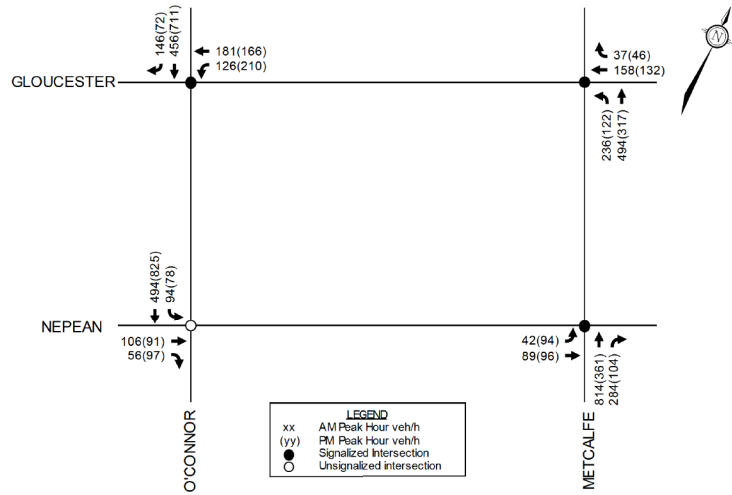 146(72)
456(711)
181(166)
126(210)
GLOUCESTER
37(46)
158(132)
236(122)
494(317)
N
494(825)
94(78)
NEPEAN
106(91)
56(97)
42(94)
89(96)
814(361)
284(104)
O'CONNOR
METCALFE
LEGEND
xx AM Peak Hour veh/h
(yy) PM Peak Hour veh/h
Signalized Intersection
Unsignalized intersection